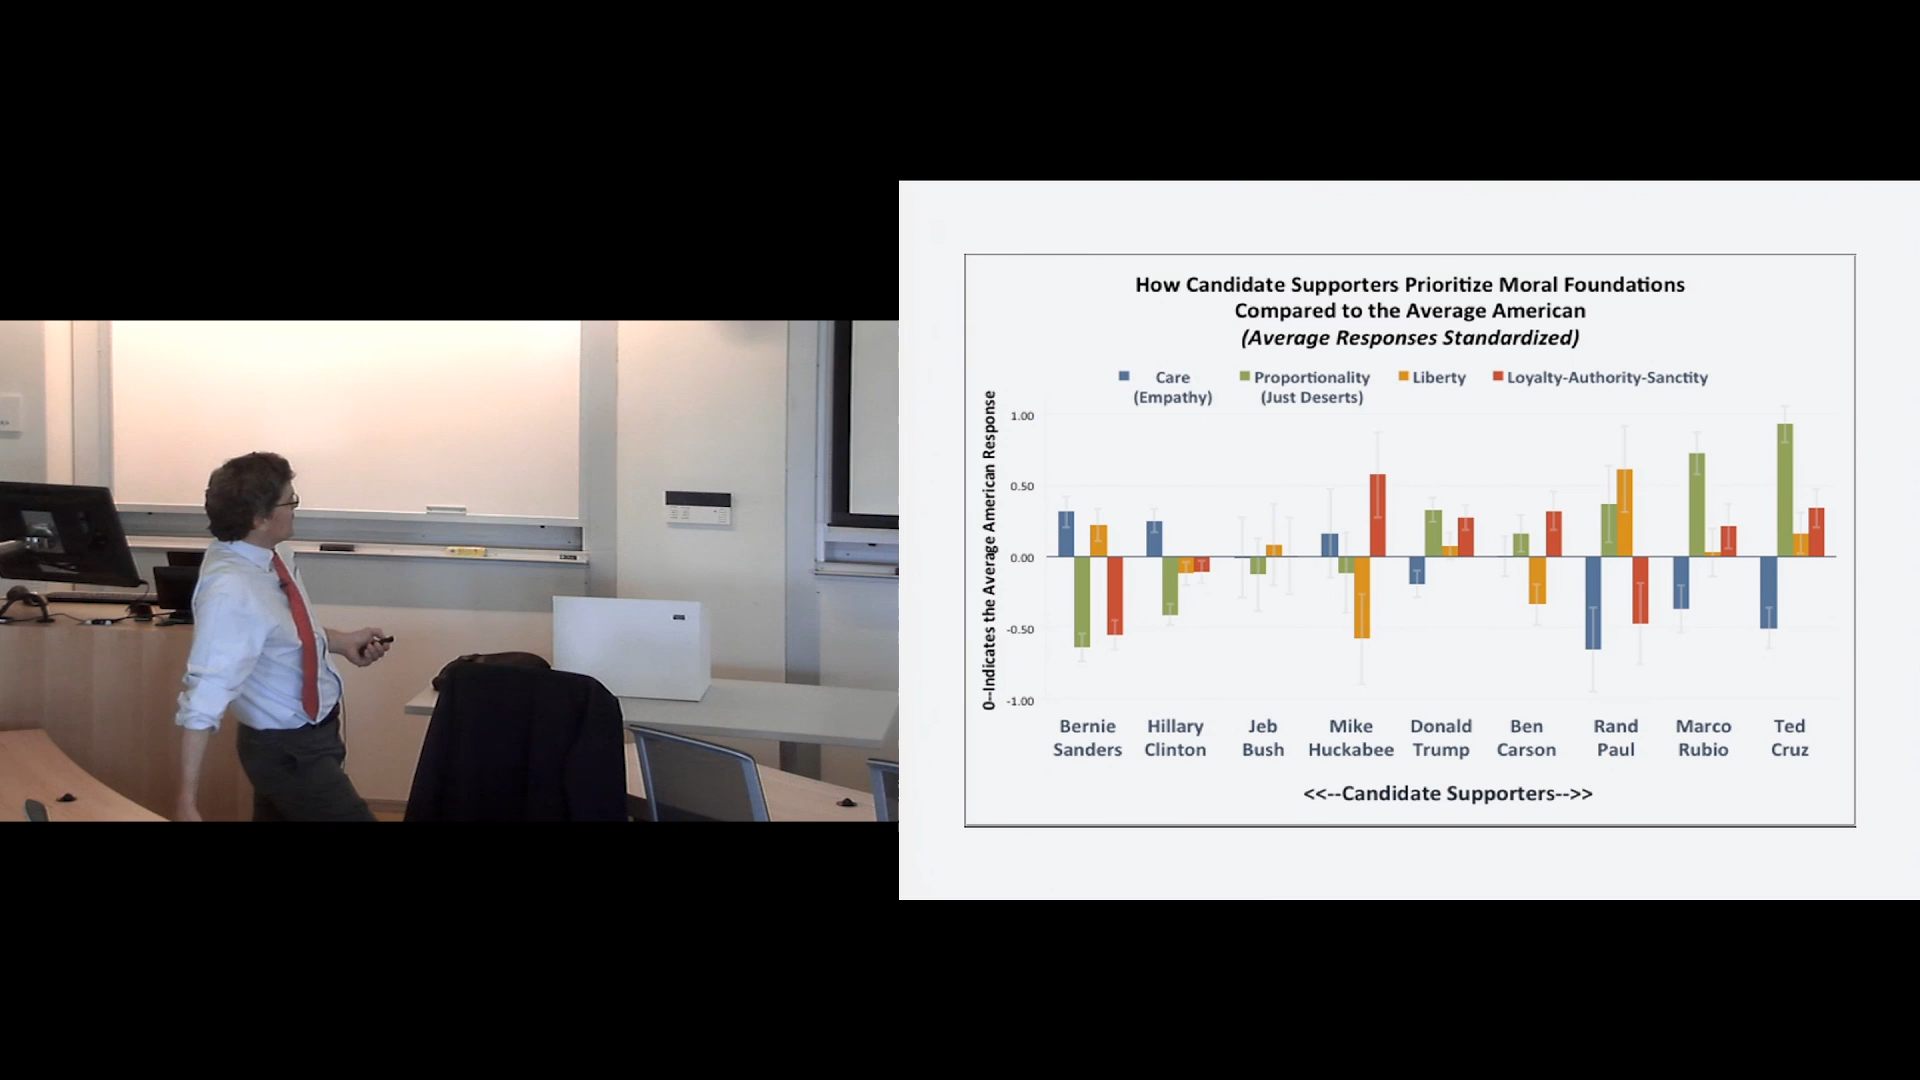 How Candidate Supporters Prioritize Moral Foundations
Compared to the Average American
(Average Responses Standardized)
Care
(Empathy)
Proportionality
(Just Deserts)
Liberty
Loyalty-Authority-Sanctity
0--Indicates the Average American Response
1.00
0.50
0.00
-0.50
-1.00
Bernie
Sanders
Hillary
Clinton
Jeb
Bush
Mike
Huckabee
Donald
Trump
Ben
Carson
Rand
Paul
Marco
Rubio
Ted
Cruz
<<--Candidate Supporters-->>